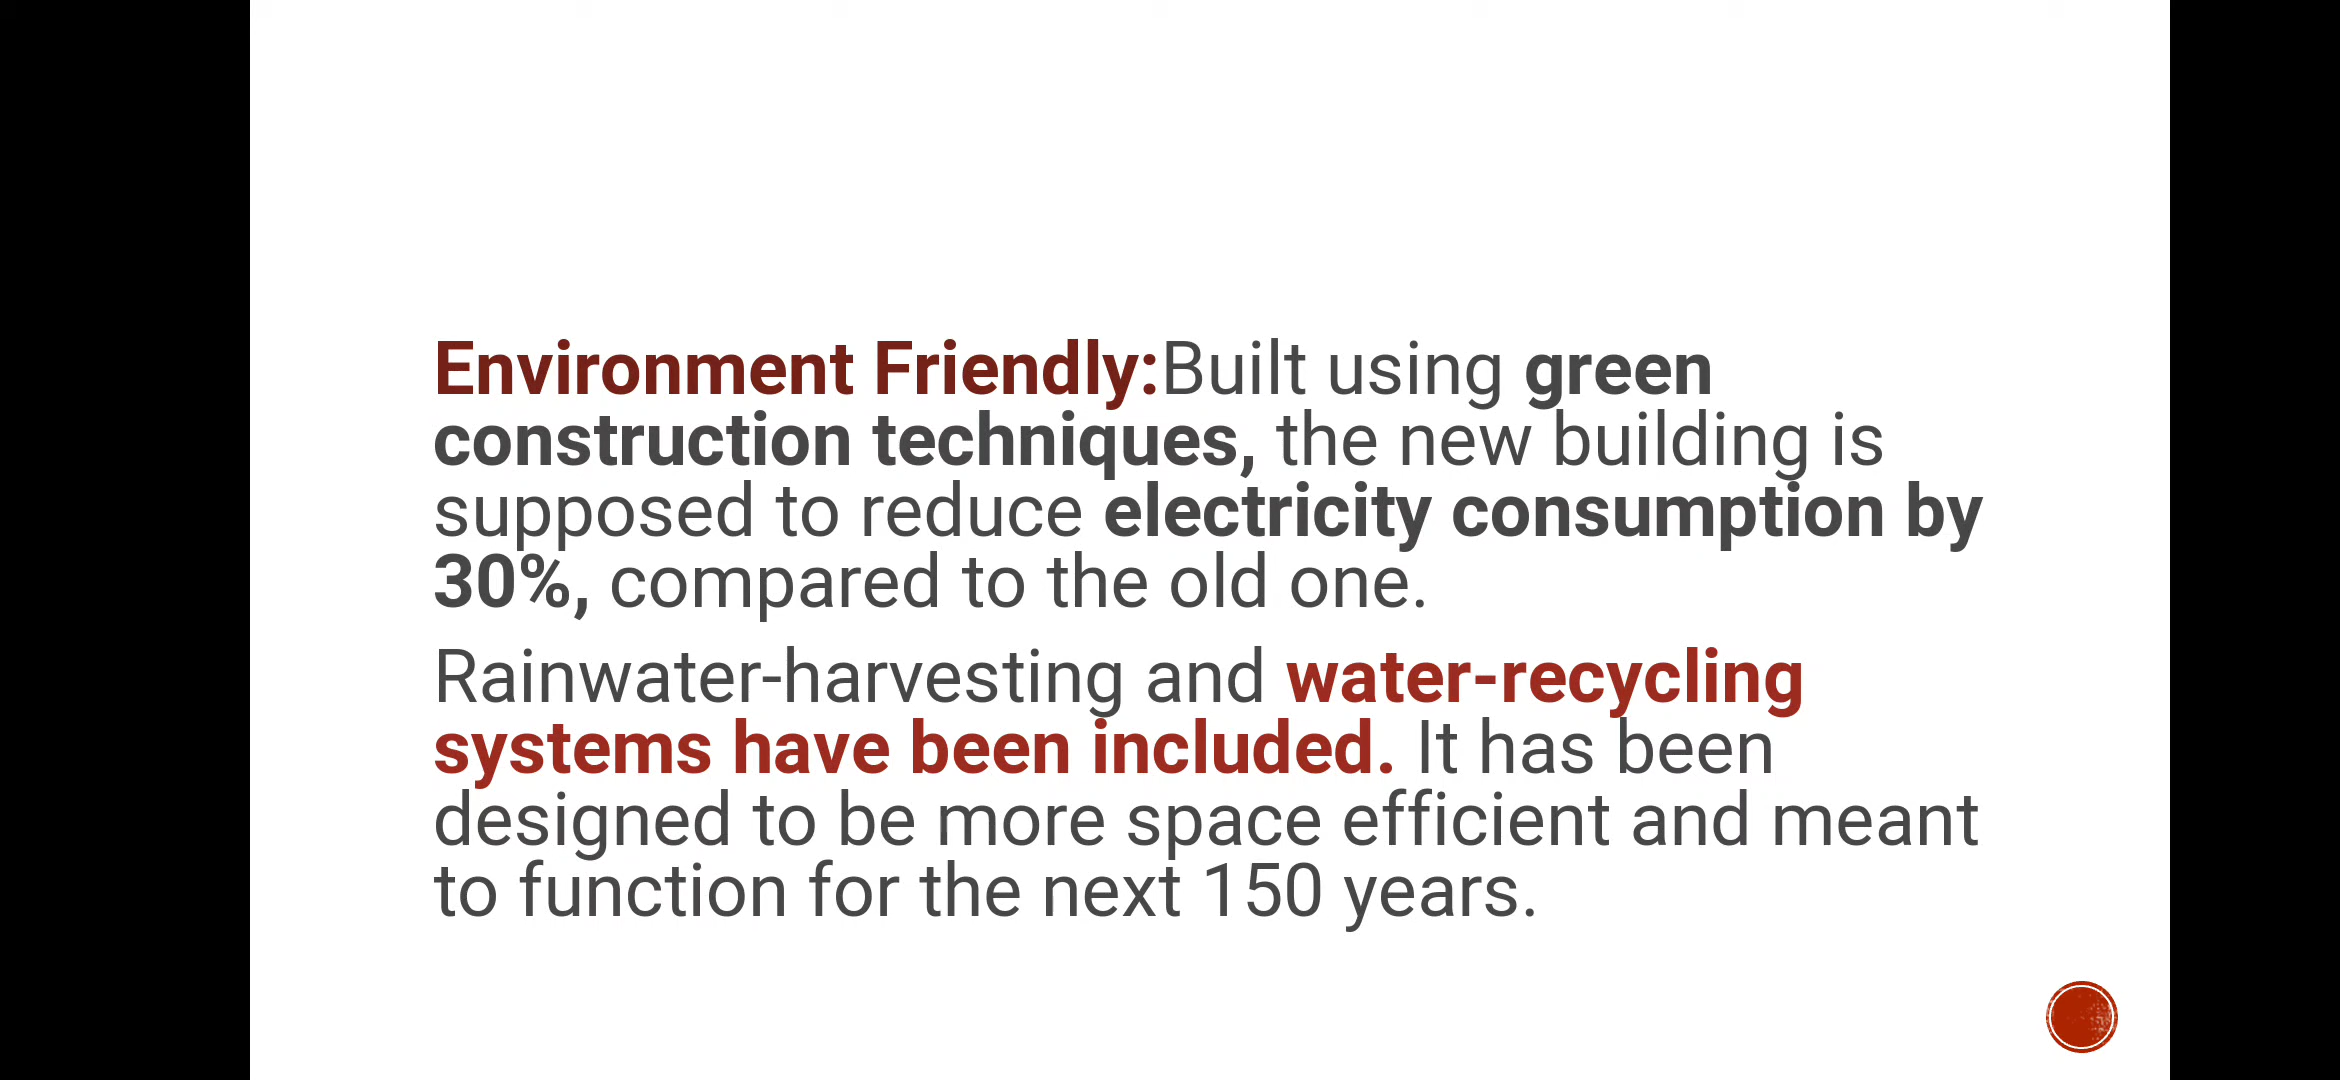 Environment Friendly:Built using green
construction techniques, the new building is
supposed to reduce electricity consumption by
30%, compared to the old one.
Rainwater-harvesting and water-recycling
systems have been included. It has been
designed to be more space efficient and meant
to function for the next 150 years.